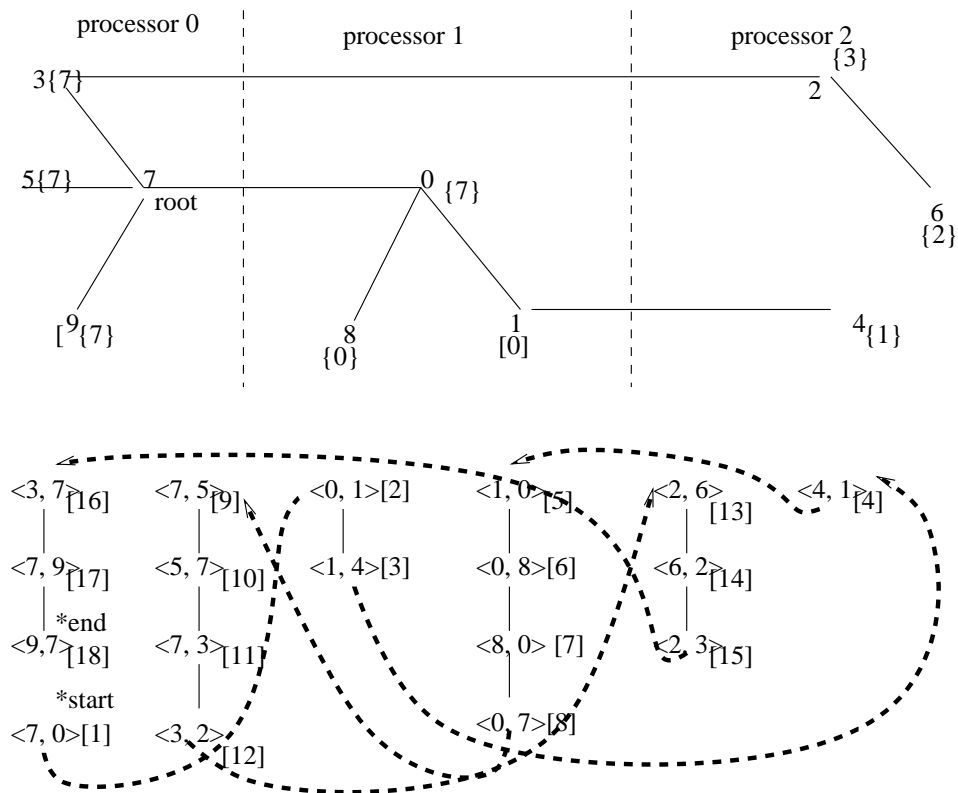 processor 0 processor 1 processor 2
{3}
3{7} 2
5{7} 7 0 {7}
root 6
{2}
[9{7} 8 1 4{1}
{0} [0]
<3, 7>[16] <7, 5>[9] <0, 1>[2] <1, 0>[5] <2, 6>[13] <4, 1>[4]
<7, 9>[17] <5, 7>[10] <1, 4>[3] <0, 8>[6] <6, 2>[14]
*end
<9,7>[18] <7, 3>[11] <8, 0> [7] <2, 3>[15]
*start
<7, 0>[1] <3, 2>[12] <0, 7>[8]